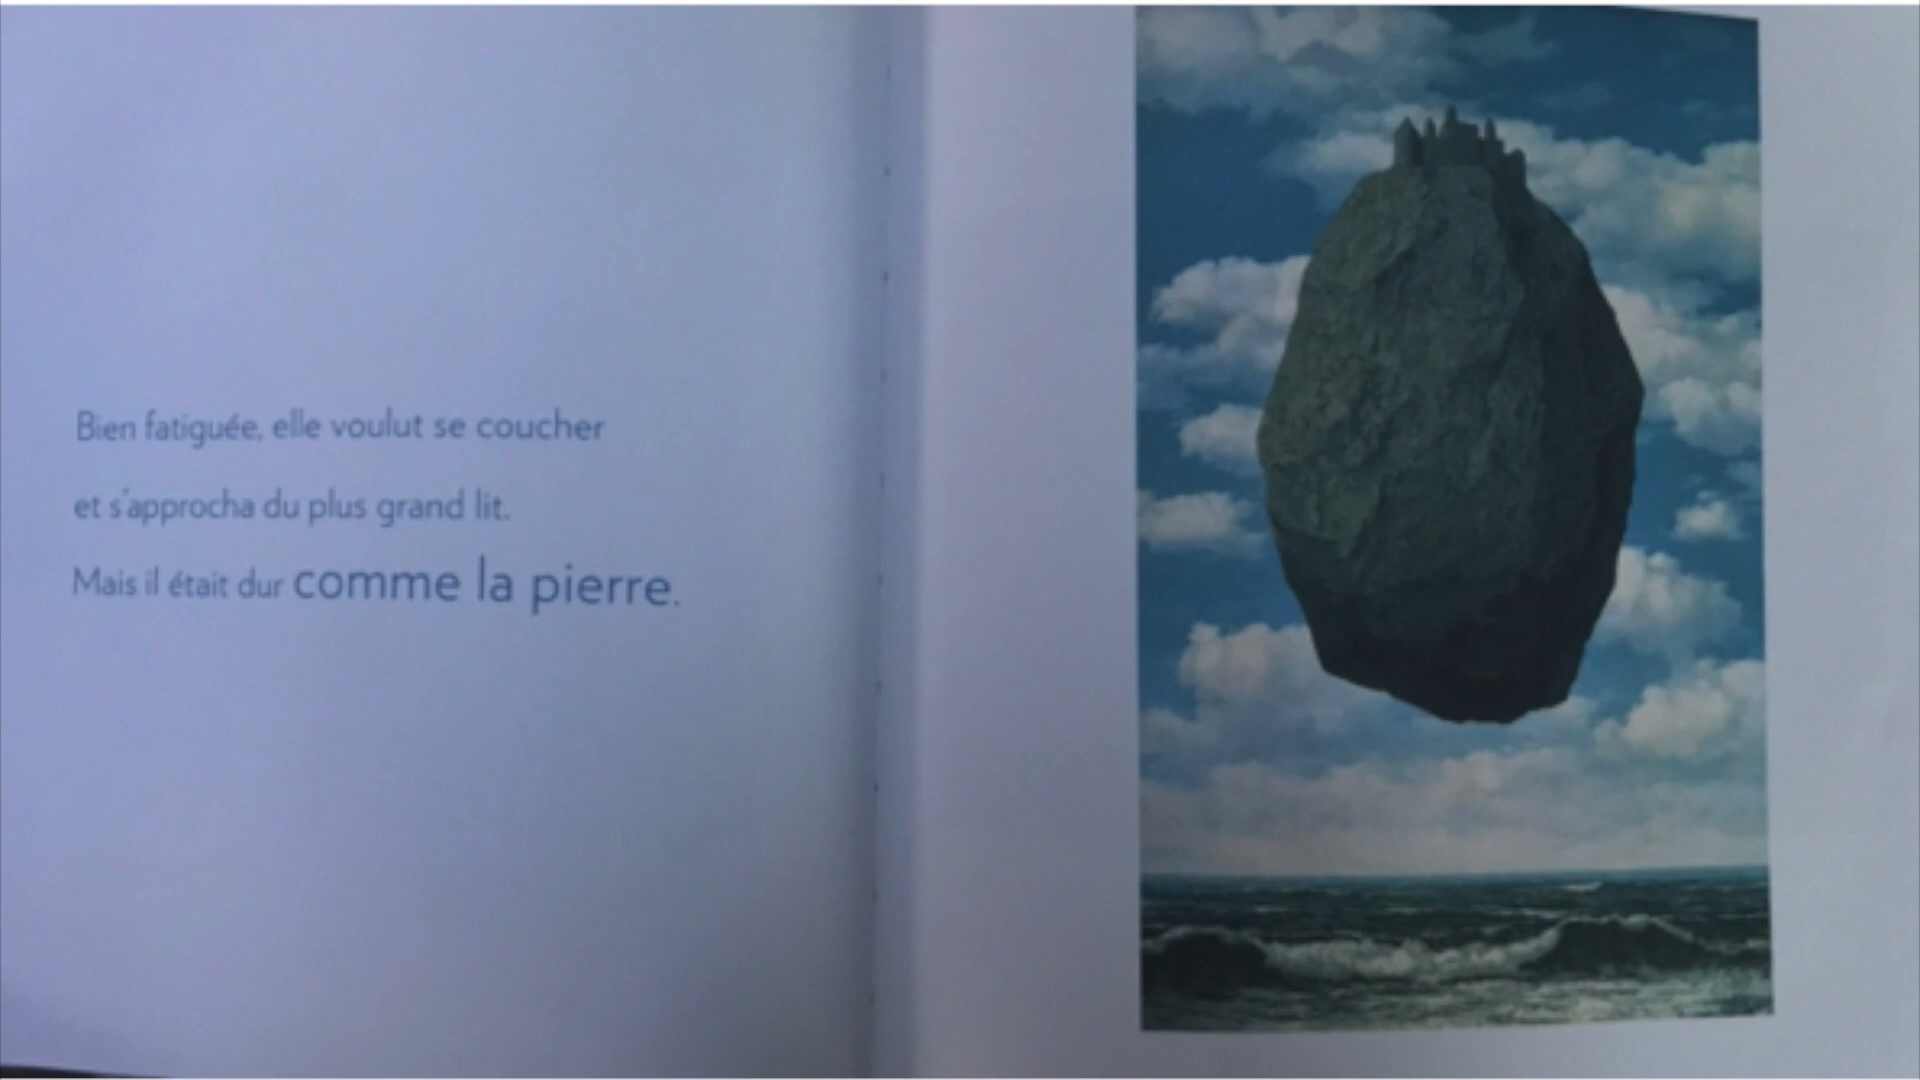 Bien fatiguée, elle voulut se coucher
et s'approcha du plus grand lit.
Mais il était dur comme la pierre.